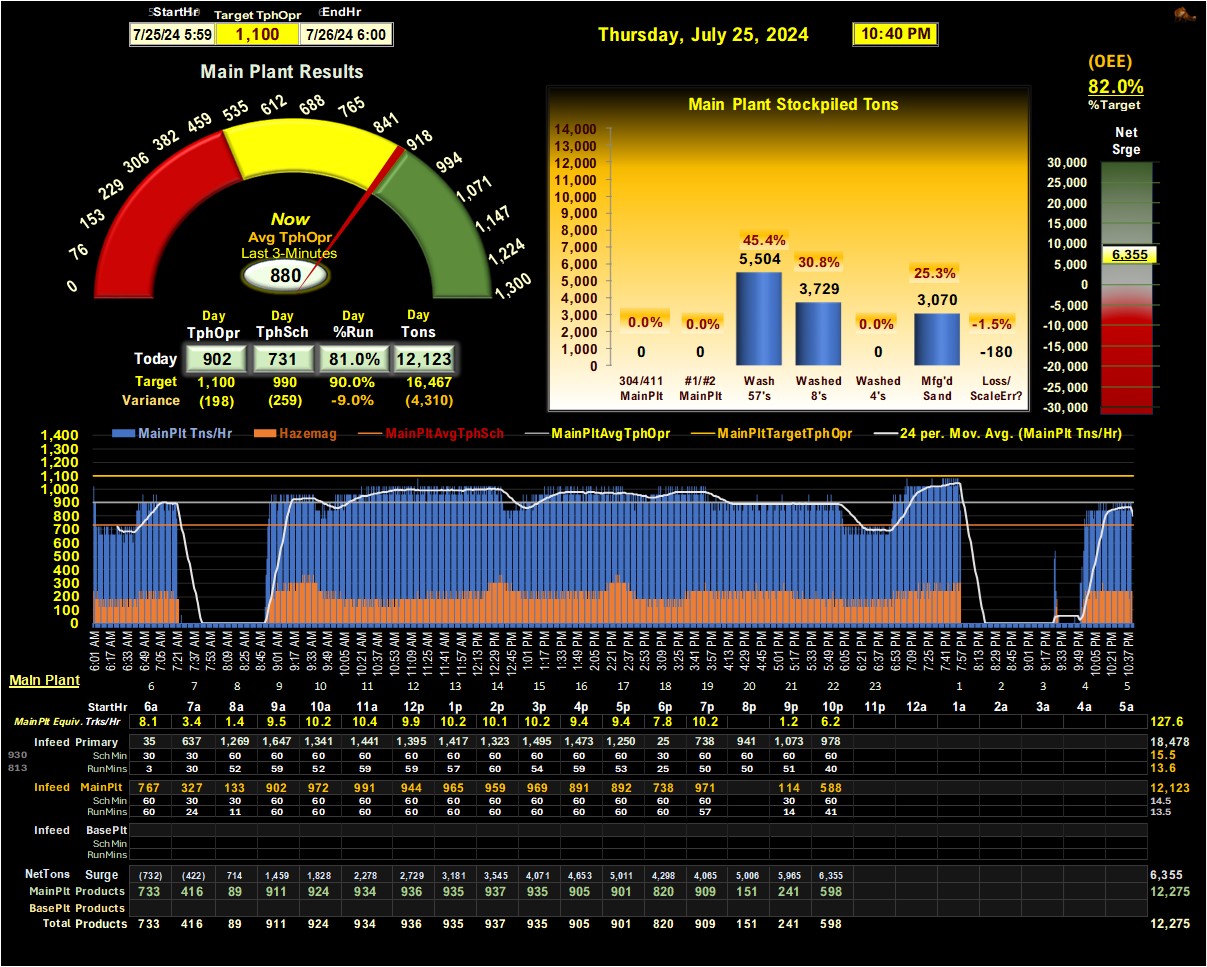 StartHr Target TphOpr EndHr
7/25/24 5:59 1,100 7/26/24 6:00
Thursday, July 25, 2024 10:40 PM
(OEE)
82.0%
%Target
Net
Srge
30,000
25,000
20,000
15,000
10,000
6,355
5,000
0
-5,000
-10,000
-15,000
-20,000
-25,000
-30,000
Main Plant Results
0 76 153 229 306 382 459 535 612 688 765 841 918 994 1,071 1,147 1,224 1,300
Now
Avg TphOpr
Last 3-Minutes
880
Day Day Day Day
TphOpr TphSch %Run Tons
Today 902 731 81.0% 12,123
Target 1,100 990 90.0% 16,467
Variance (198) (259) -9.0% (4,310)
Main Plant Stockpiled Tons
14,000
13,000
12,000
11,000
10,000
9,000
8,000
7,000
6,000
5,000
4,000
3,000
2,000
1,000
0
0.0% 0.0% 45.4% 30.8% 0.0% 25.3% -1.5%
0 0 5,504 3,729 0 3,070 -180
304/411 #1/#2 Wash Washed Washed Mfg'd Loss/
MainPlt MainPlt 57's 8's 4's Sand ScaleErr?
MainPlt Tns/Hr Hazemag MainPltAvgTphSch MainPltAvgTphOpr MainPltTargetTphOpr 24 per. Mov. Avg. (MainPlt Tns/Hr)
1,400
1,300
1,200
1,100
1,000
900
800
700
600
500
400
300
200
100
0
6:01 AM 6:17 AM 6:33 AM 6:49 AM 7:05 AM 7:21 AM 7:37 AM 7:53 AM 8:09 AM 8:25 AM 8:45 AM 9:01 AM 9:17 AM 9:33 AM 9:49 AM 10:05 AM 10:21 AM 10:37 AM 10:53 AM 11:09 AM 11:25 AM 11:41 AM 11:57 AM 12:13 PM 12:29 PM 12:45 PM 1:01 PM 1:17 PM 1:33 PM 1:49 PM 2:05 PM 2:21 PM 2:37 PM 2:53 PM 3:09 PM 3:25 PM 3:41 PM 3:57 PM 4:13 PM 4:29 PM 4:45 PM 5:01 PM 5:17 PM 5:33 PM 5:49 PM 6:05 PM 6:21 PM 6:37 PM 6:53 PM 7:09 PM 7:25 PM 7:41 PM 7:57 PM 8:13 PM 8:29 PM 8:45 PM 9:01 PM 9:17 PM 9:33 PM 9:49 PM 10:05 PM 10:21 PM 10:37 PM
Main Plant 6 7 8 9 10 11 12 13 14 15 16 17 18 19 20 21 22 23 1 2 3 4 5
StartHr 6a 7a 8a 9a 10a 11a 12p 1p 2p 3p 4p 5p 6p 7p 8p 9p 10p 11p 12a 1a 2a 3a 4a 5a
MainPlt Equiv. Trks/Hr 8.1 3.4 1.4 9.5 10.2 10.4 9.9 10.2 10.1 10.2 9.4 9.4 7.8 10.2 1.2 6.2 127.6
Infeed Primary 35 637 1,269 1,647 1,341 1,441 1,395 1,417 1,323 1,495 1,473 1,250 25 738 941 1,073 978 18,478
930 Sch Min 30 30 60 60 60 60 60 60 60 60 60 60 30 60 60 60 60 15.5
813 RunMins 3 30 52 59 52 59 59 57 60 54 59 53 25 50 50 51 40 13.6
Infeed MainPlt 767 327 133 902 972 991 944 965 959 969 891 892 738 971 114 588 12,123
Sch Min 60 30 30 60 60 60 60 60 60 60 60 60 60 60 30 60 14.5
RunMins 60 24 11 60 60 60 60 60 60 60 60 60 60 57 14 41 13.5
Infeed BasePlt
Sch Min
RunMins
NetTons Surge (732) (422) 714 1,459 1,828 2,278 2,729 3,181 3,545 4,071 4,653 5,011 4,298 4,065 5,006 5,965 6,355 6,355
MainPlt Products 733 416 89 911 924 934 936 935 937 935 905 901 820 909 151 241 598 12,275
BasePlt Products
Total Products 733 416 89 911 924 934 936 935 937 935 905 901 820 909 151 241 598 12,275